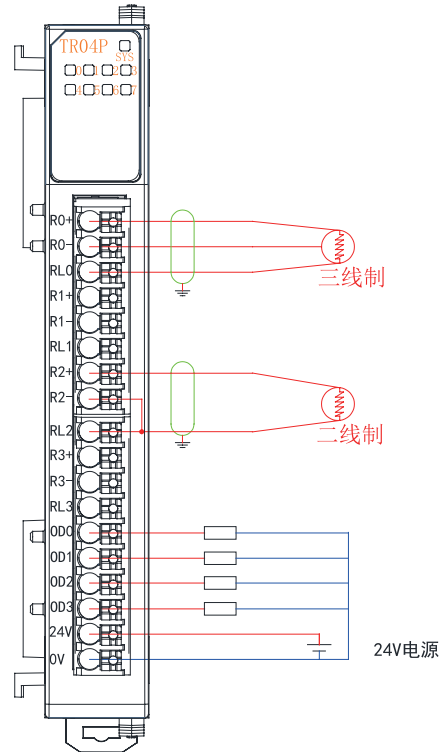 TR04P
SYS
0 1 2 3
4 5 6 7
R0+
R0-
RL0
三线制
R1+
R1-
RL1
R2+
R2-
二线制
RL2
R3+
R3-
RL3
OD0
OD1
OD2
OD3
24V
24V电源
0V